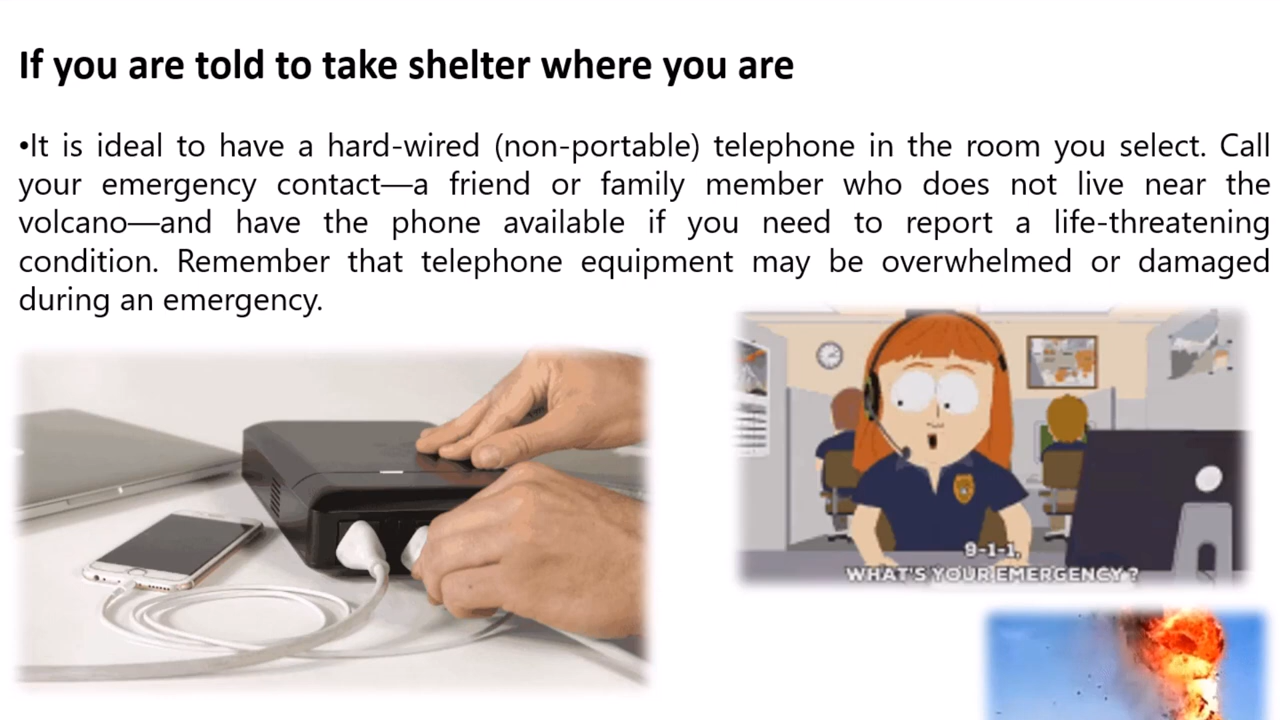 If you are told to take shelter where you are
•It is ideal to have a hard-wired (non-portable) telephone in the room you select. Call
your emergency contact—a friend or family member who does not live near the
volcano—and have the phone available if you need to report a life-threatening
condition. Remember that telephone equipment may be overwhelmed or damaged
during an emergency.
9-1-1,
WHAT'S YOUR EMERGENCY?